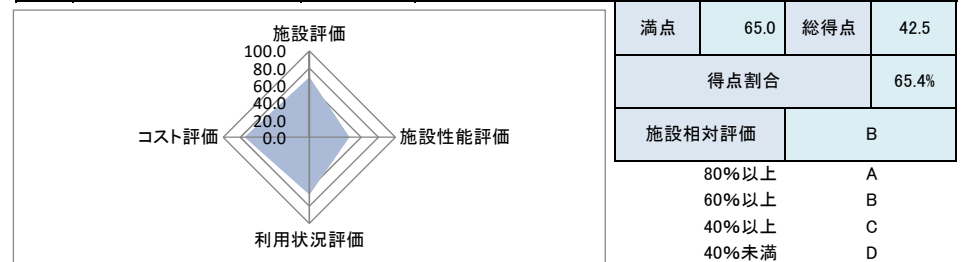 施設評価
100.0
80.0
60.0
40.0
20.0
0.0
コスト評価
施設性能評価
利用状況評価
満点 65.0 総得点 42.5
得点割合 65.4%
施設相対評価 B
80%以上 A
60%以上 B
40%以上 C
40%未満 D